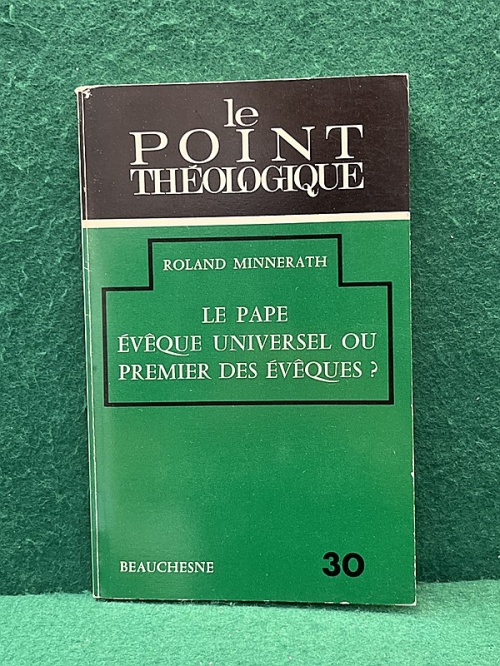 le
POINT
THÉOLOGIQUE
ROLAND MINNERATH
LE PAPE
ÉVÊQUE UNIVERSEL OU
PREMIER DES ÉVÊQUES ?
BEAUCHESNE
30